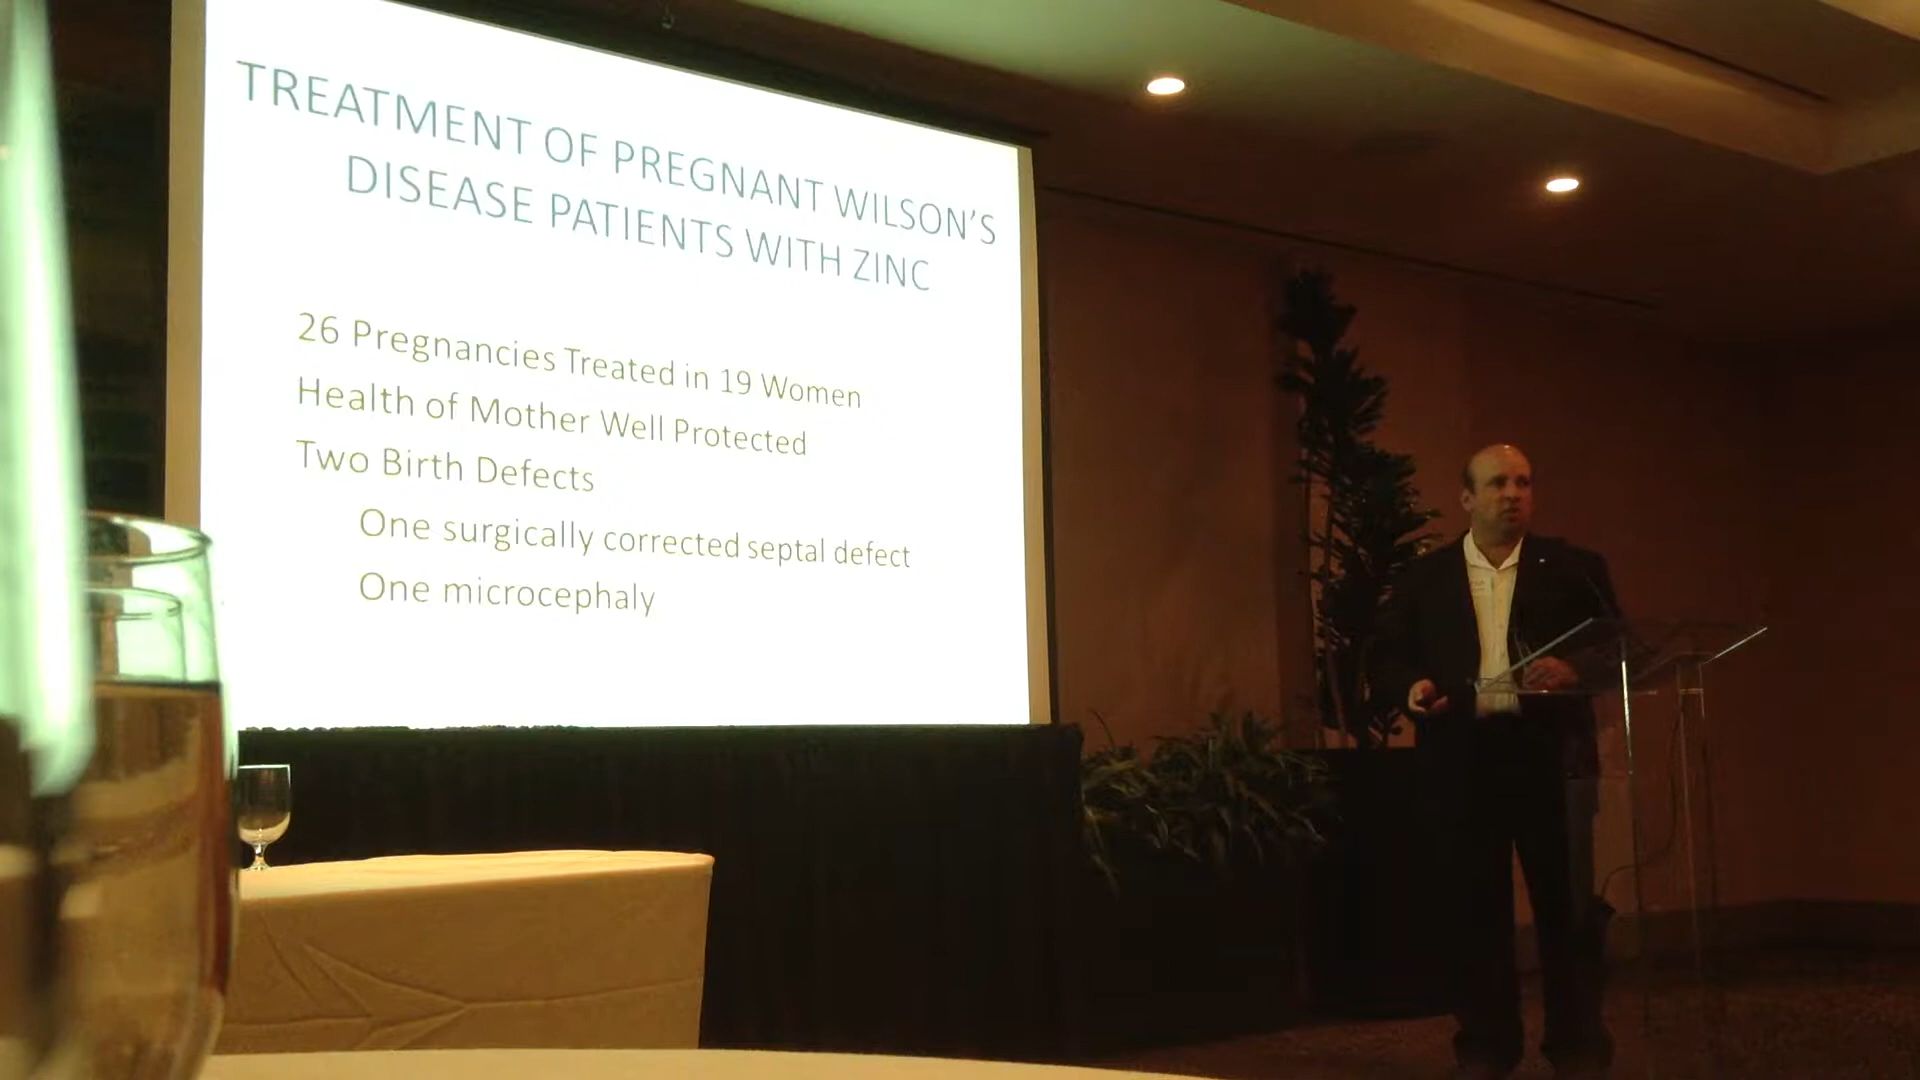 TREATMENT OF PREGNANT WILSON'S
DISEASE PATIENTS WITH ZINC
26 Pregnancies Treated in 19 Women
Health of Mother Well Protected
Two Birth Defects
One surgically corrected septal defect
One microcephaly